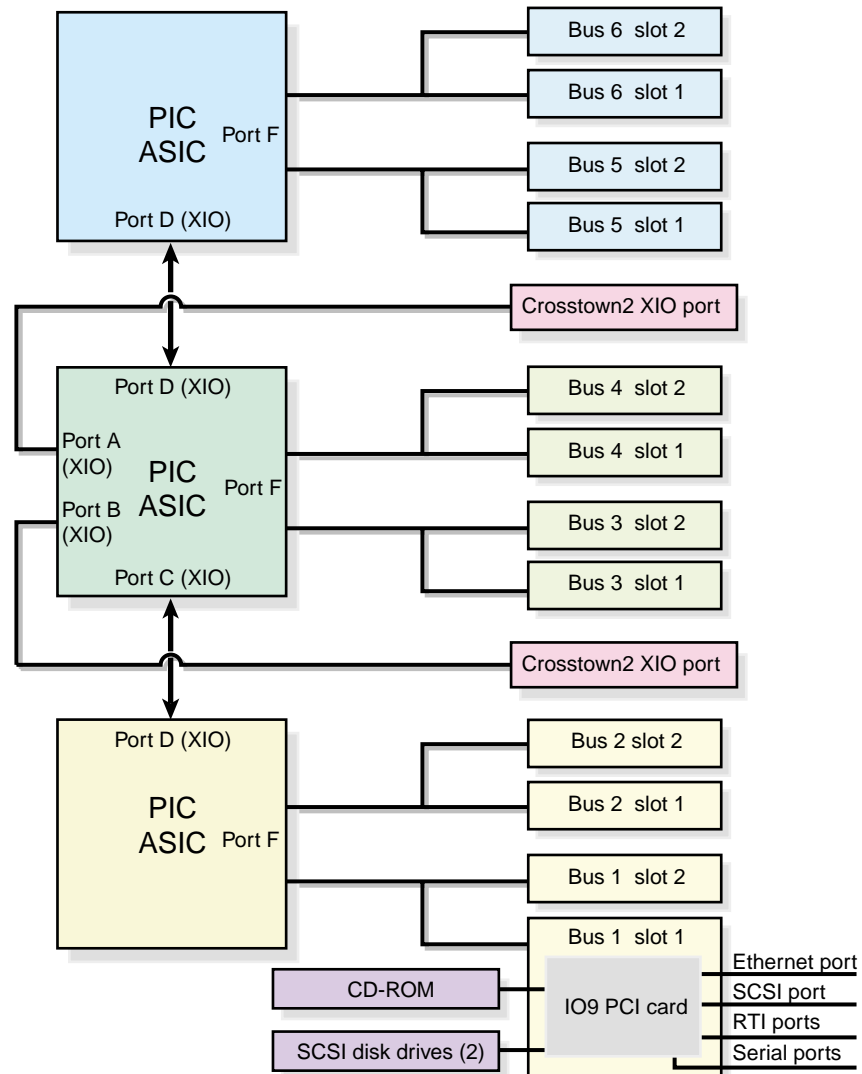 Bus 6 slot 2
Bus 6 slot 1
PIC
ASIC
Port F
Bus 5 slot 2
Bus 5 slot 1
Port D (XIO)
Crosstown2 XIO port
Port D (XIO)
Bus 4 slot 2
Port A
(XIO)
Bus 4 slot 1
PIC
ASIC
Port F
Port B
(XIO)
Bus 3 slot 2
Port C (XIO)
Bus 3 slot 1
Crosstown2 XIO port
Port D (XIO)
Bus 2 slot 2
PIC
ASIC
Port F
Bus 2 slot 1
Bus 1 slot 2
Bus 1 slot 1
CD-ROM
IO9 PCI card
Ethernet port
SCSI port
RTI ports
Serial ports
SCSI disk drives (2)